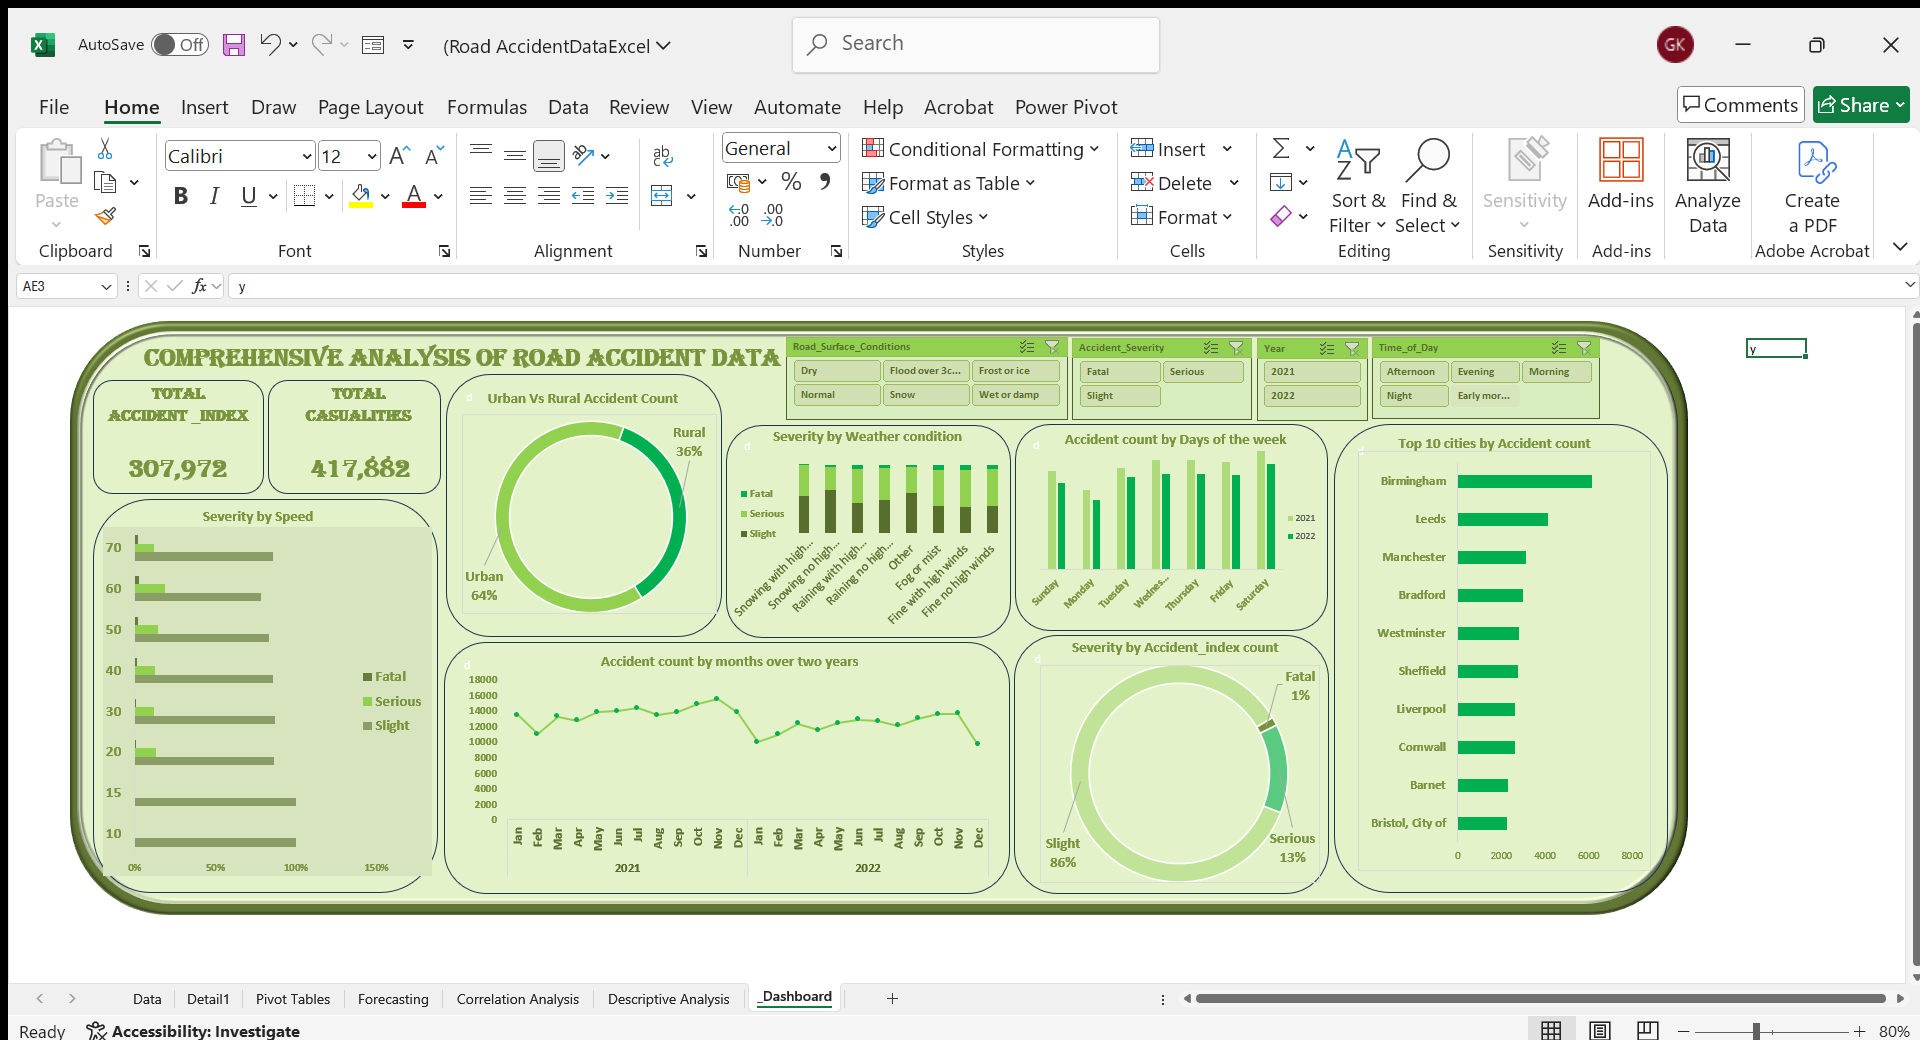 AutoSave Off (Road AccidentDataExcel Search GK
File Home Insert Draw Page Layout Formulas Data Review View Automate Help Acrobat Power Pivot Comments Share
Paste
Clipboard
Calibri 12
B I U A
Font
ab
Alignment
General
% 9
.00 .00
Number
Conditional Formatting
Format as Table
Cell Styles
Styles
Insert
Delete
Format
Cells
Sort & Filter
Find & Select
Editing
Sensitivity
Sensitivity
Add-ins
Add-ins
Analyze Data
Create a PDF
Adobe Acrobat
AE3 fx y
COMPREHENSIVE ANALYSIS OF ROAD ACCIDENT DATA
Road_Surface_Conditions
Dry Flood over 3c... Frost or ice
Normal Snow Wet or damp
Accident_Severity
Fatal Serious
Slight
Year
2021
2022
Time_of_Day
Afternoon Evening Morning
Night Early mor...
y
TOTAL
ACCIDENT_INDEX
307,972
TOTAL
CASUALITIES
417,882
Severity by Speed
70
60
50
40
30
20
15
10
0% 50% 100% 150%
Fatal
Serious
Slight
d
Urban Vs Rural Accident Count
Rural
36%
Urban
64%
d
Severity by Weather condition
Fatal
Serious
Slight
Snowing with high...
Snowing no high...
Raining with high...
Raining no high...
Other
Fog or mist
Fine with high winds
Fine no high winds
d
Accident count by Days of the week
2021
2022
Sunday Monday Tuesday Wednes... Thursday Friday Saturday
Top 10 cities by Accident count
Birmingham
Leeds
Manchester
Bradford
Westminster
Sheffield
Liverpool
Cornwall
Barnet
Bristol, City of
0 2000 4000 6000 8000
d
Accident count by months over two years
18000
16000
14000
12000
10000
8000
6000
4000
2000
0
Jan Feb Mar Apr May Jun Jul Aug Sep Oct Nov Dec Jan Feb Mar Apr May Jun Jul Aug Sep Oct Nov Dec
2021 2022
d
Severity by Accident_index count
Fatal
1%
Serious
13%
Slight
86%
Data Detail1 Pivot Tables Forecasting Correlation Analysis Descriptive Analysis _Dashboard
Ready Accessibility: Investigate 80%